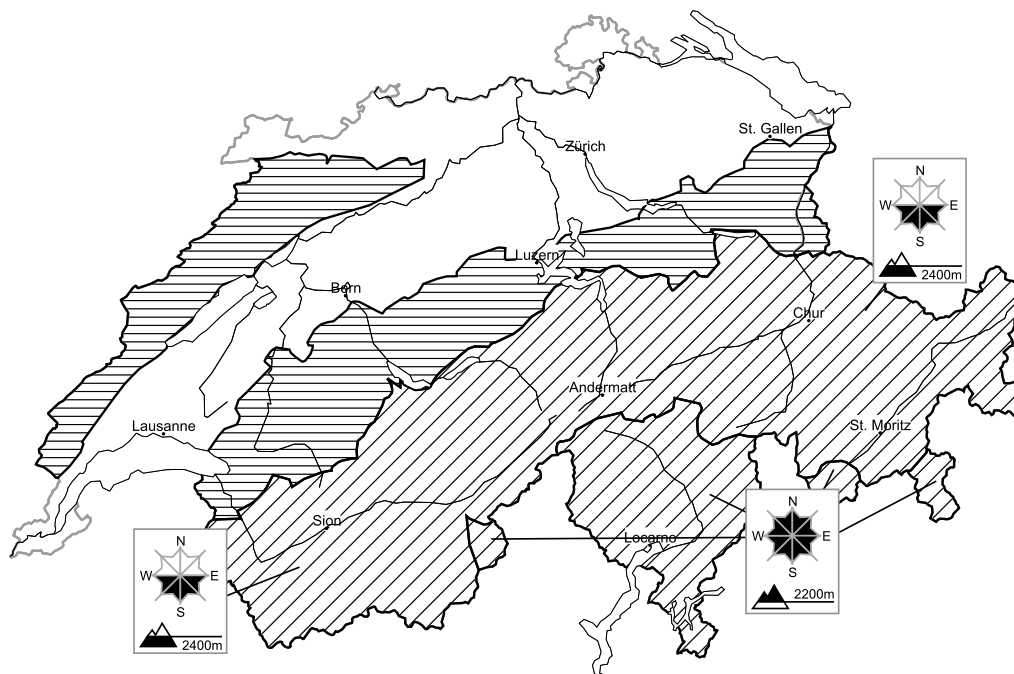 St. Gallen
Zürich
N
W E
S
2400m
Luzern
Bern
Chur
Andermatt
Lausanne
St. Moritz
N
W E
S
2200m
Sion
Locarno
N
W E
S
2400m